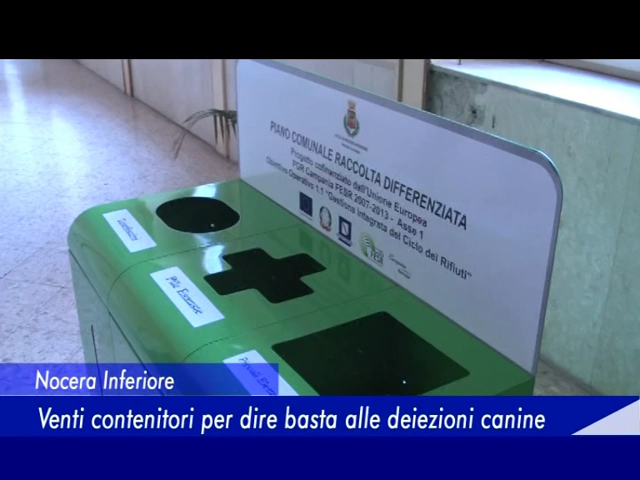 PIANO COMUNALE RACCOLTA DIFFERENZIATA
Progetto cofinanziato dall'Unione Europea
POR Campania FESR 2007-2013 - Asse 1
Obiettivo Operativo 1.1 "Gestione Integrata del Ciclo dei Rifiuti"
Pile Esauste
Nocera Inferiore
Venti contenitori per dire basta alle deiezioni canine